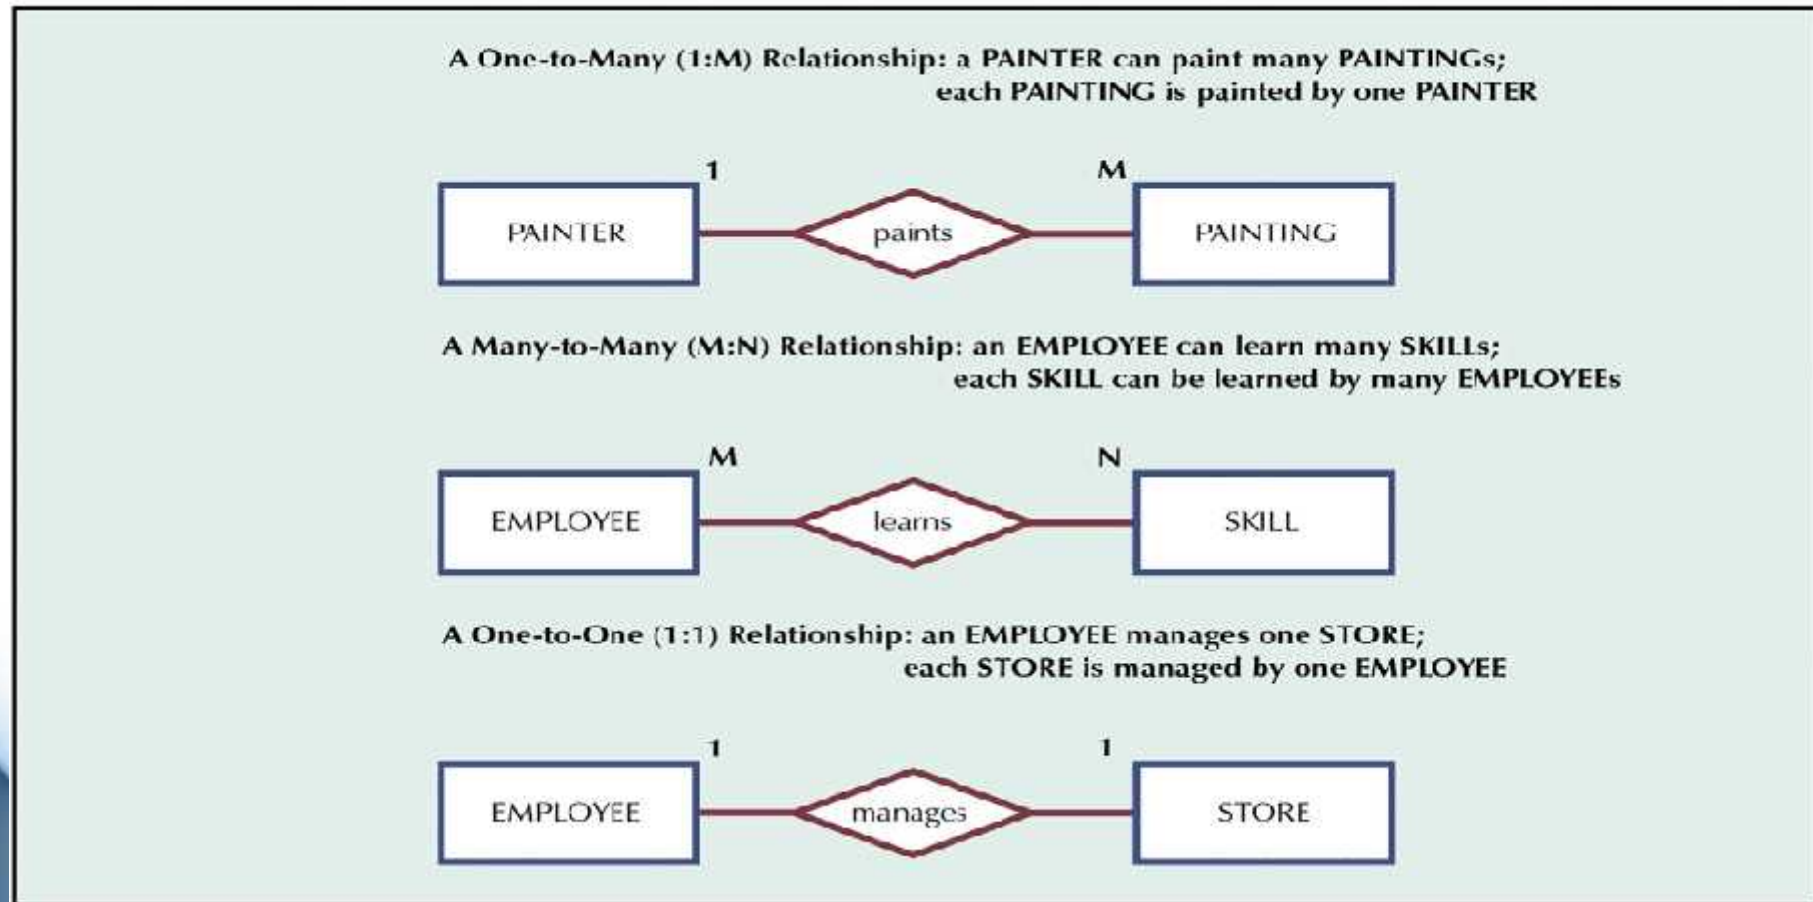 A One-to-Many (1:M) Relationship: a PAINTER can paint many PAINTINGs;
each PAINTING is painted by one PAINTER
1
M
PAINTER
paints
PAINTING
A Many-to-Many (M:N) Relationship: an EMPLOYEE can learn many SKILLs;
each SKILL can be learned by many EMPLOYEEs
M
N
EMPLOYEE
learns
SKILL
A One-to-One (1:1) Relationship: an EMPLOYEE manages one STORE;
each STORE is managed by one EMPLOYEE
1
1
EMPLOYEE
manages
STORE